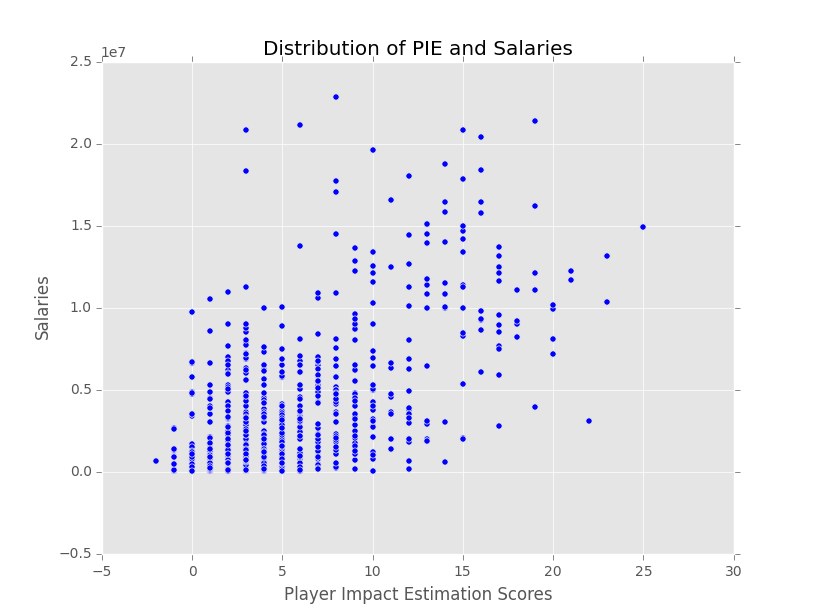 Distribution of PIE and Salaries
1e7
2.5
2.0
1.5
1.0
0.5
0.0
−0.5
Salaries
−5 0 5 10 15 20 25 30
Player Impact Estimation Scores